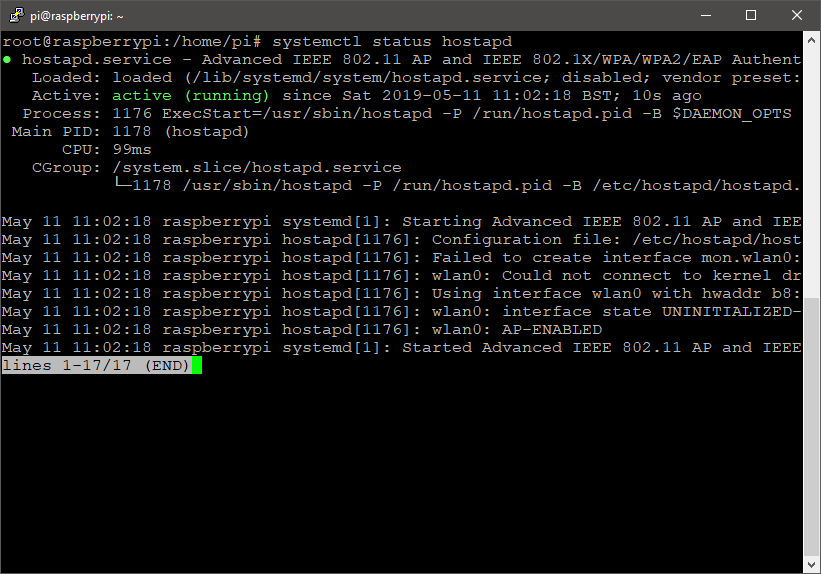 pi@raspberrypi: ~
root@raspberrypi:/home/pi# systemctl status hostapd
● hostapd.service - Advanced IEEE 802.11 AP and IEEE 802.1X/WPA/WPA2/EAP Authent
   Loaded: loaded (/lib/systemd/system/hostapd.service; disabled; vendor preset:
   Active: active (running) since Sat 2019-05-11 11:02:18 BST; 10s ago
  Process: 1176 ExecStart=/usr/sbin/hostapd -P /run/hostapd.pid -B $DAEMON_OPTS
 Main PID: 1178 (hostapd)
      CPU: 99ms
   CGroup: /system.slice/hostapd.service
           └─1178 /usr/sbin/hostapd -P /run/hostapd.pid -B /etc/hostapd/hostapd.
May 11 11:02:18 raspberrypi systemd[1]: Starting Advanced IEEE 802.11 AP and IEE
May 11 11:02:18 raspberrypi hostapd[1176]: Configuration file: /etc/hostapd/host
May 11 11:02:18 raspberrypi hostapd[1176]: Failed to create interface mon.wlan0:
May 11 11:02:18 raspberrypi hostapd[1176]: wlan0: Could not connect to kernel dr
May 11 11:02:18 raspberrypi hostapd[1176]: Using interface wlan0 with hwaddr b8:
May 11 11:02:18 raspberrypi hostapd[1176]: wlan0: interface state UNINITIALIZED-
May 11 11:02:18 raspberrypi hostapd[1176]: wlan0: AP-ENABLED
May 11 11:02:18 raspberrypi systemd[1]: Started Advanced IEEE 802.11 AP and IEEE
lines 1-17/17 (END)